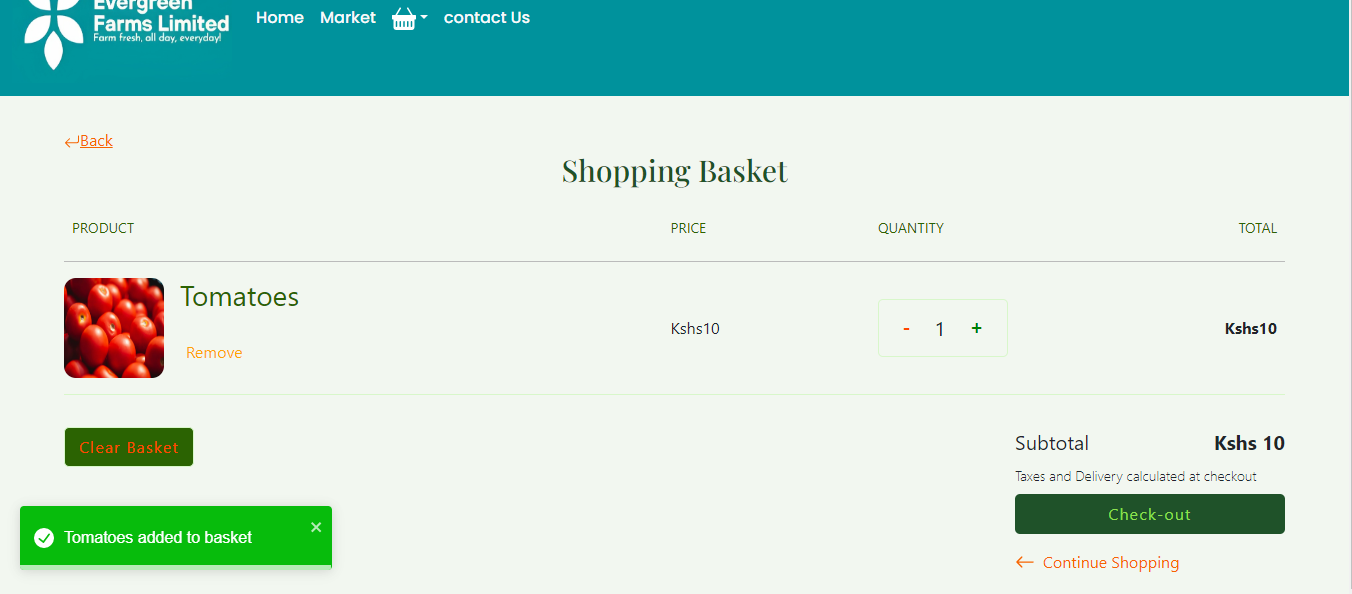 Evergreen
Farms Limited
Farm fresh, all day, everyday!
Home Market contact Us
Back
Shopping Basket
PRODUCT PRICE QUANTITY TOTAL
Tomatoes
Kshs10 - 1 + Kshs10
Remove
Subtotal Kshs 10
Clear Basket
Taxes and Delivery calculated at checkout
Check-out
Tomatoes added to basket ×
Continue Shopping